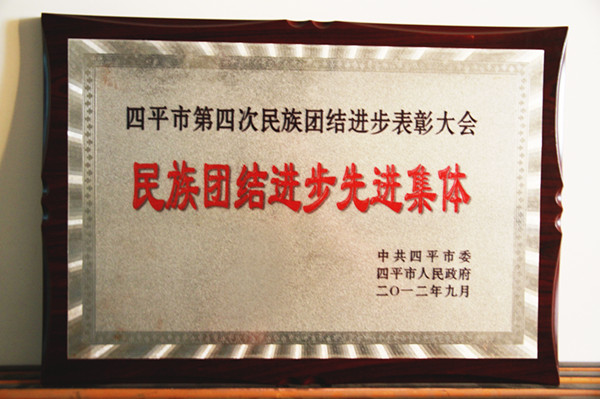 四平市第四次民族团结进步表彰大会
民族团结进步先进集体
中共四平市委
四平市人民政府
二〇一二年九月